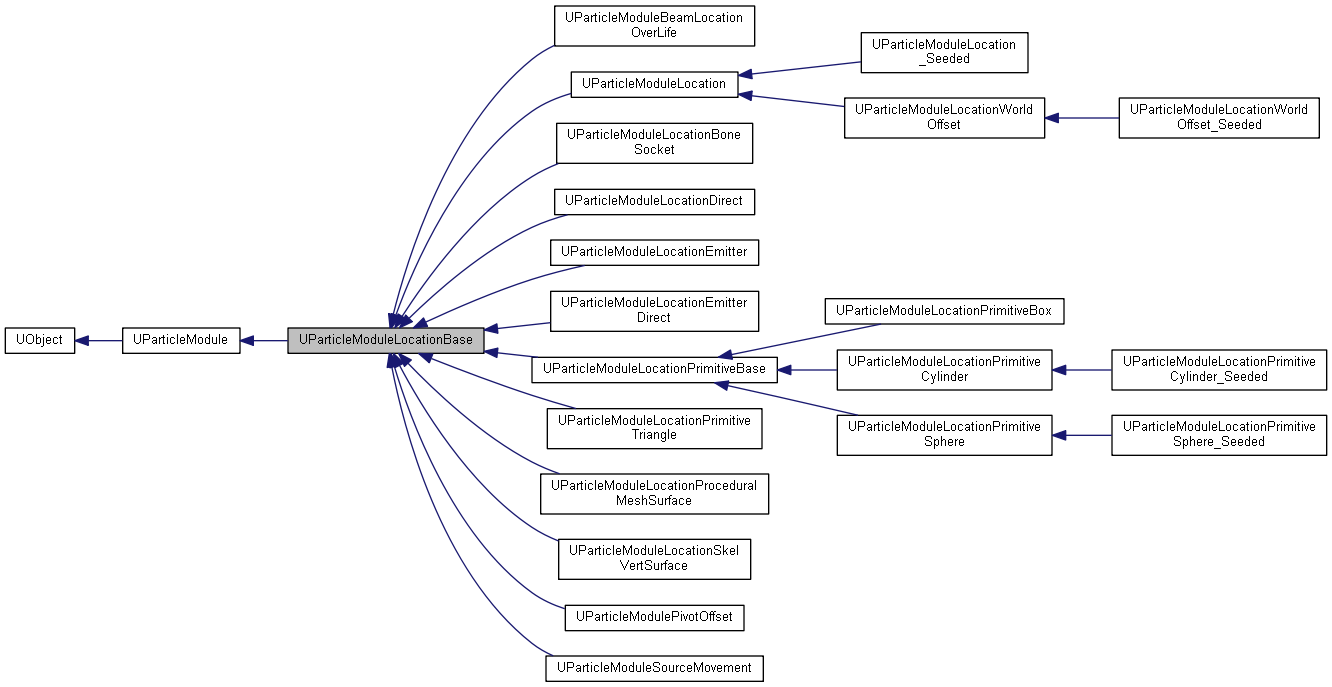 UParticleModuleBeamLocation
OverLife
UParticleModuleLocation
_Seeded
UParticleModuleLocation
UParticleModuleLocationWorld
Offset
UParticleModuleLocationWorld
Offset_Seeded
UParticleModuleLocationBone
Socket
UParticleModuleLocationDirect
UParticleModuleLocationEmitter
UParticleModuleLocationEmitter
Direct
UParticleModuleLocationPrimitiveBox
UObject
UParticleModule
UParticleModuleLocationBase
UParticleModuleLocationPrimitiveBase
UParticleModuleLocationPrimitive
Cylinder
UParticleModuleLocationPrimitive
Cylinder_Seeded
UParticleModuleLocationPrimitive
Triangle
UParticleModuleLocationPrimitive
Sphere
UParticleModuleLocationPrimitive
Sphere_Seeded
UParticleModuleLocationProcedural
MeshSurface
UParticleModuleLocationSkel
VertSurface
UParticleModulePivotOffset
UParticleModuleSourceMovement